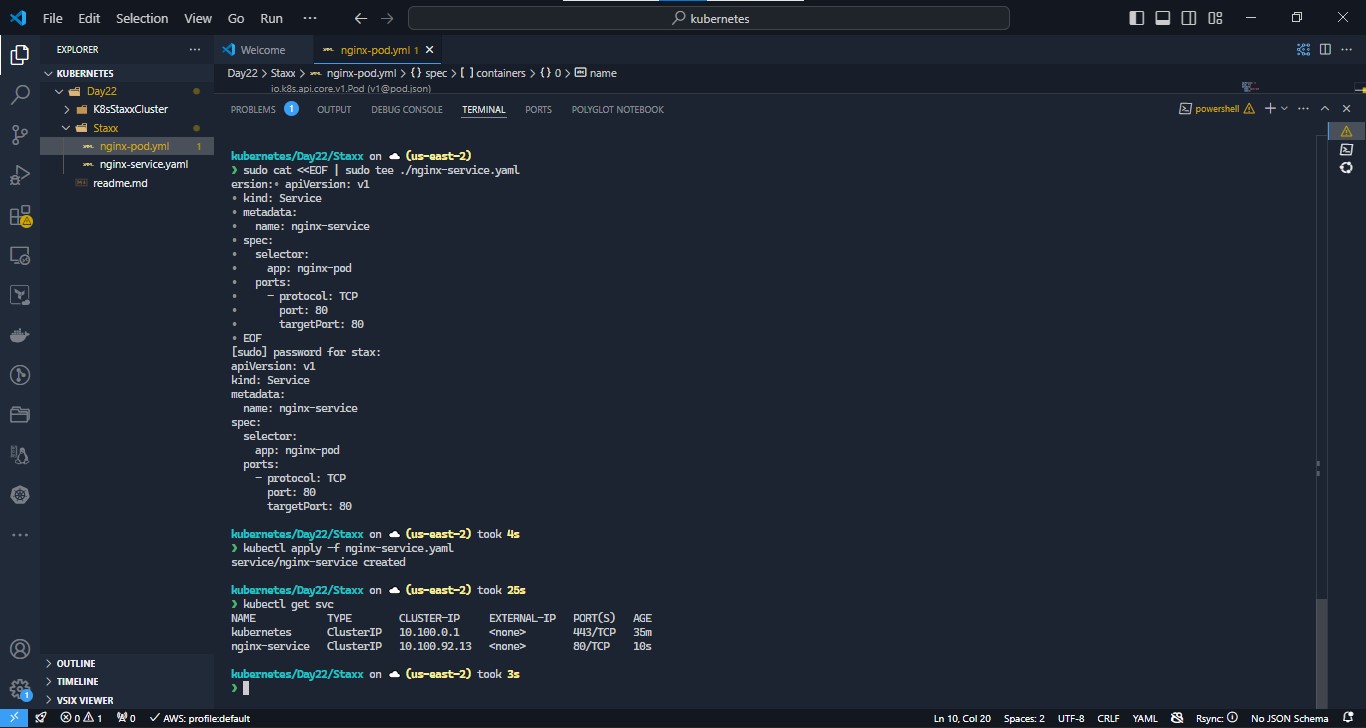 File Edit Selection View Go Run ··· ← → kubernetes
EXPLORER ···
Welcome
nginx-pod.yml 1
KUBERNETES
Day22 > Staxx > nginx-pod.yml > {} spec > [ ] containers > {} 0 > name
Day22
io.k8s.api.core.v1.Pod (v1@pod.json)
K8sStaxxCluster
Staxx
nginx-pod.yml 1
nginx-service.yaml
readme.md
PROBLEMS 1 OUTPUT DEBUG CONSOLE TERMINAL PORTS POLYGLOT NOTEBOOK
powershell
kubernetes/Day22/Staxx on ☁ (us-east-2)
❯ sudo cat <<EOF | sudo tee ./nginx-service.yaml
ersion:∙ apiVersion: v1
∙ kind: Service
∙ metadata:
∙   name: nginx-service
∙ spec:
∙   selector:
∙     app: nginx-pod
∙   ports:
∙     - protocol: TCP
∙       port: 80
∙       targetPort: 80
∙ EOF
[sudo] password for stax:
apiVersion: v1
kind: Service
metadata:
  name: nginx-service
spec:
  selector:
    app: nginx-pod
  ports:
    - protocol: TCP
      port: 80
      targetPort: 80
kubernetes/Day22/Staxx on ☁ (us-east-2) took 4s
❯ kubectl apply -f nginx-service.yaml
service/nginx-service created
kubernetes/Day22/Staxx on ☁ (us-east-2) took 25s
❯ kubectl get svc
NAME TYPE CLUSTER-IP EXTERNAL-IP PORT(S) AGE
kubernetes ClusterIP 10.100.0.1 <none> 443/TCP 35m
nginx-service ClusterIP 10.100.92.13 <none> 80/TCP 10s
kubernetes/Day22/Staxx on ☁ (us-east-2) took 3s
❯
OUTLINE
TIMELINE
VSIX VIEWER
1
0 1 0 AWS: profile:default
Ln 10, Col 20 Spaces: 2 UTF-8 CRLF YAML Rsync: No JSON Schema